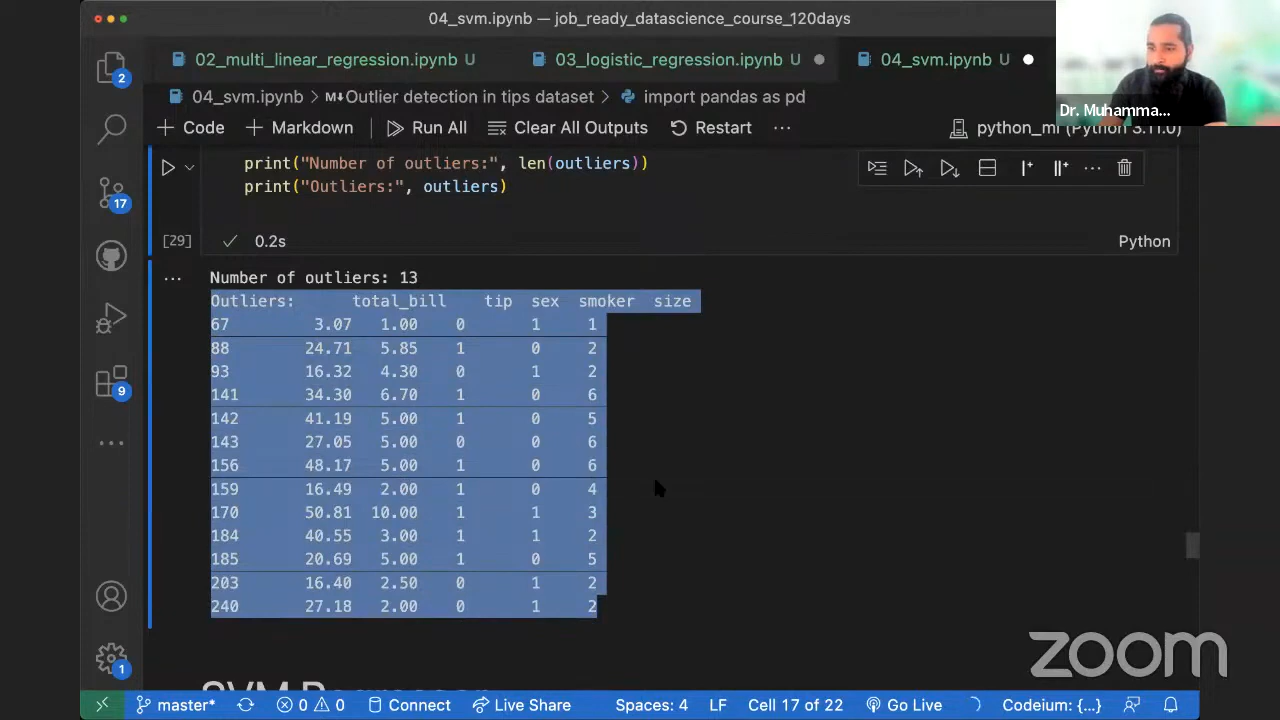 04_svm.ipynb — job_ready_datascience_course_120days
02_multi_linear_regression.ipynb U 03_logistic_regression.ipynb U 04_svm.ipynb U
04_svm.ipynb > M↓Outlier detection in tips dataset > import pandas as pd
Dr. Muhamma...
+ Code + Markdown Run All Clear All Outputs Restart ... python_ml (Python 3.11.0)
print("Number of outliers:", len(outliers))
print("Outliers:", outliers)
[29] ✓ 0.2s Python
... Number of outliers: 13
Outliers: total_bill tip sex smoker size
67 3.07 1.00 0 1 1
88 24.71 5.85 1 0 2
93 16.32 4.30 0 1 2
141 34.30 6.70 1 0 6
142 41.19 5.00 1 0 5
143 27.05 5.00 0 0 6
156 48.17 5.00 1 0 6
159 16.49 2.00 1 0 4
170 50.81 10.00 1 1 3
184 40.55 3.00 1 1 2
185 20.69 5.00 1 0 5
203 16.40 2.50 0 1 2
240 27.18 2.00 0 1 2
2
17
9
1
zoom
master* 0 0 Connect Live Share Spaces: 4 LF Cell 17 of 22 Go Live Codeium: {...}